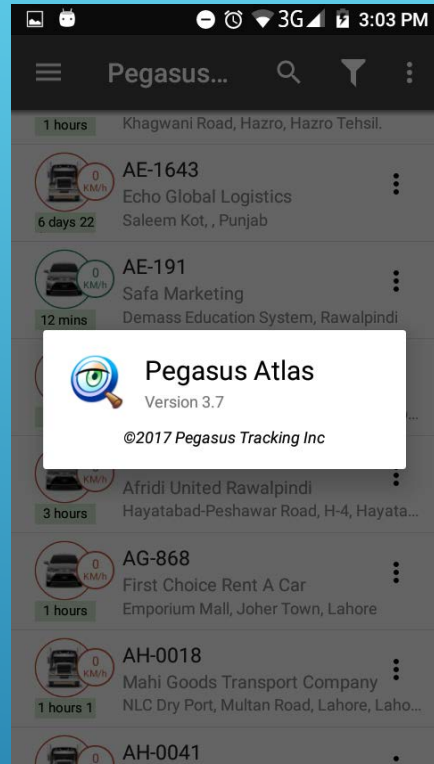 3G 3:03 PM
Pegasus...
1 hours
Khagwani Road, Hazro, Hazro Tehsil.
AE-1643
0
KM/h
Echo Global Logistics
6 days 22
Saleem Kot, , Punjab
AE-191
0
KM/h
Safa Marketing
12 mins
Demass Education System, Rawalpindi
Pegasus Atlas
Version 3.7
©2017 Pegasus Tracking Inc
KM/h
Afridi United Rawalpindi
3 hours
Hayatabad-Peshawar Road, H-4, Hayata...
AG-868
0
KM/h
First Choice Rent A Car
1 hours
Emporium Mall, Joher Town, Lahore
AH-0018
0
KM/h
Mahi Goods Transport Company
1 hours 1
NLC Dry Port, Multan Road, Lahore, Laho...
AH-0041
0